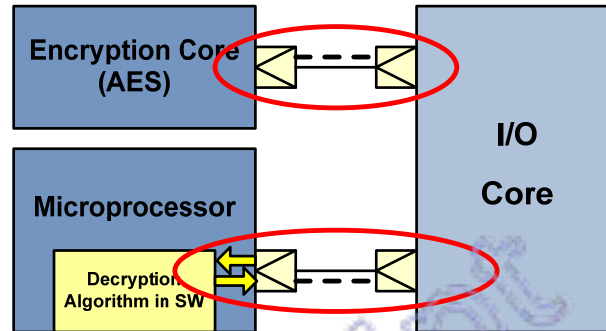 Encryption Core
(AES)
I/O
Core
Microprocessor
Decryption
Algorithm in SW